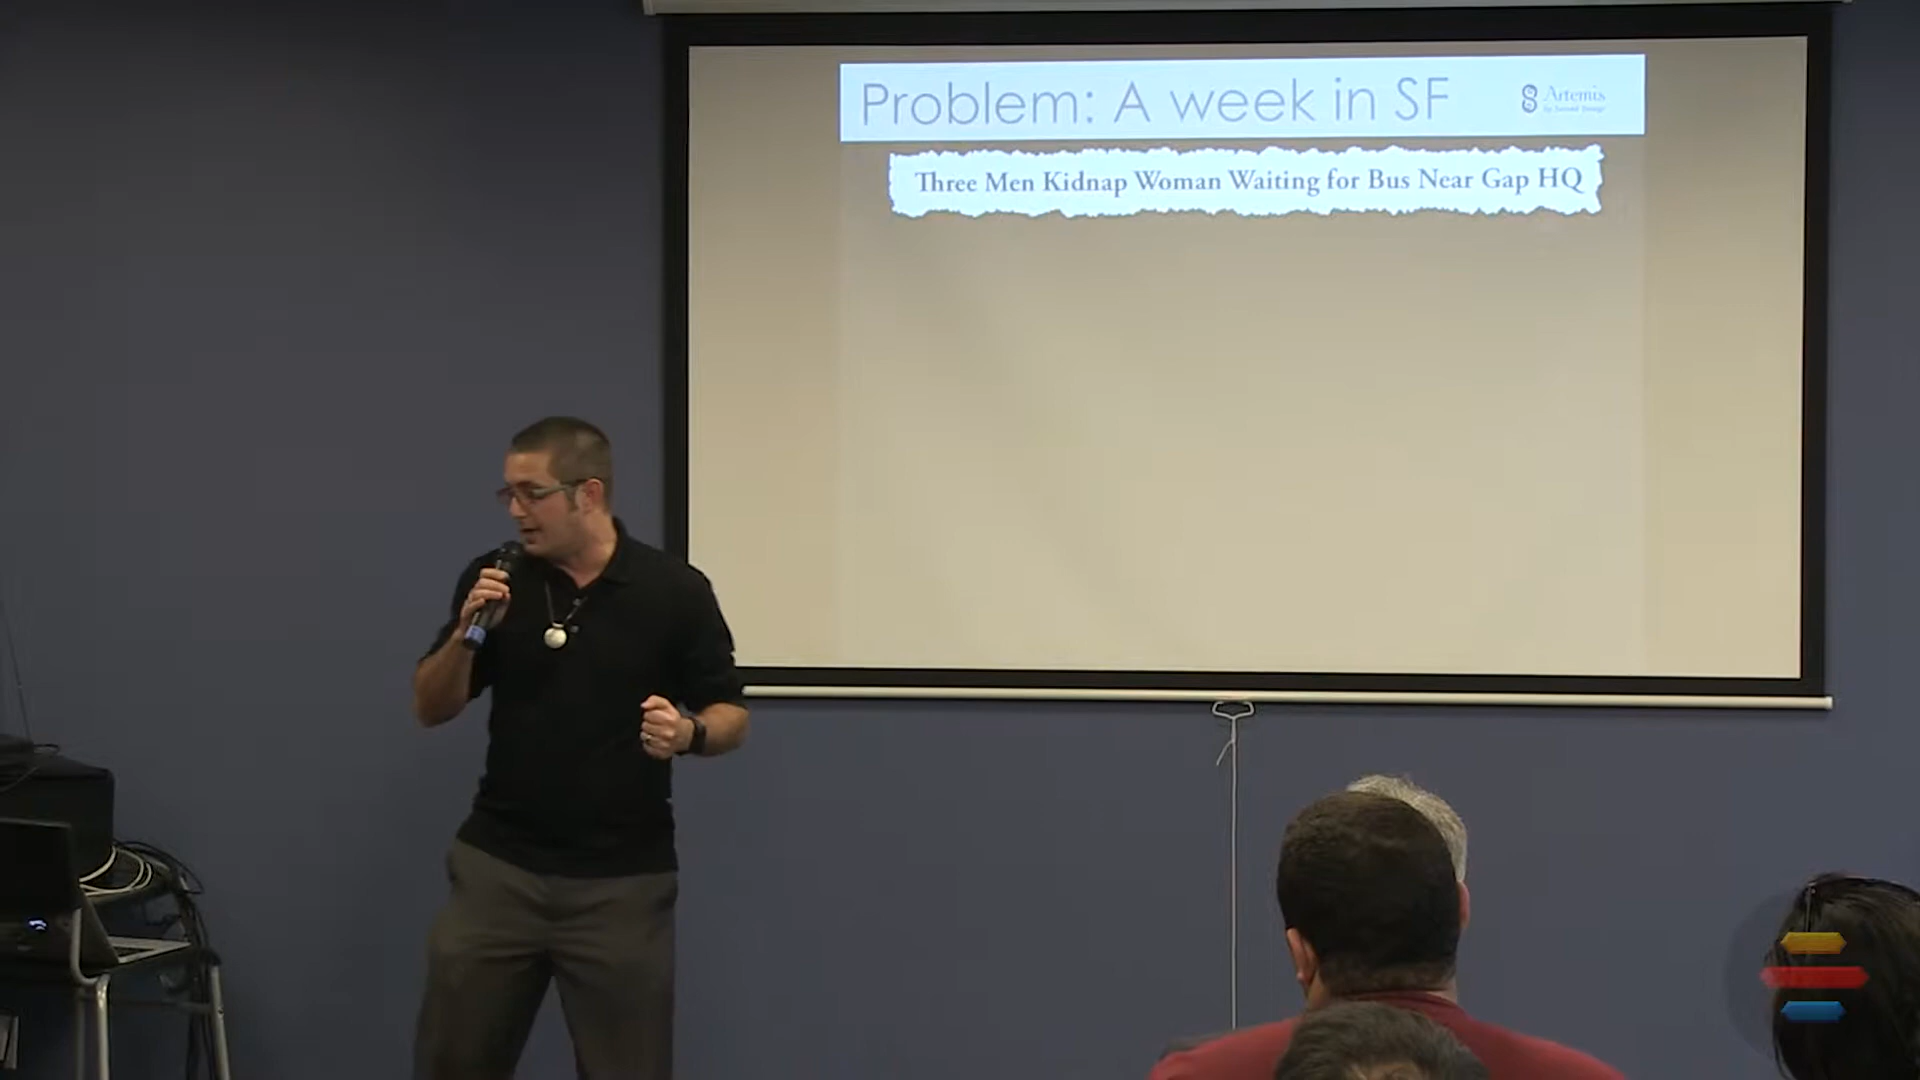 Problem: A week in SF
Artemis
Three Men Kidnap Woman Waiting for Bus Near Gap HQ